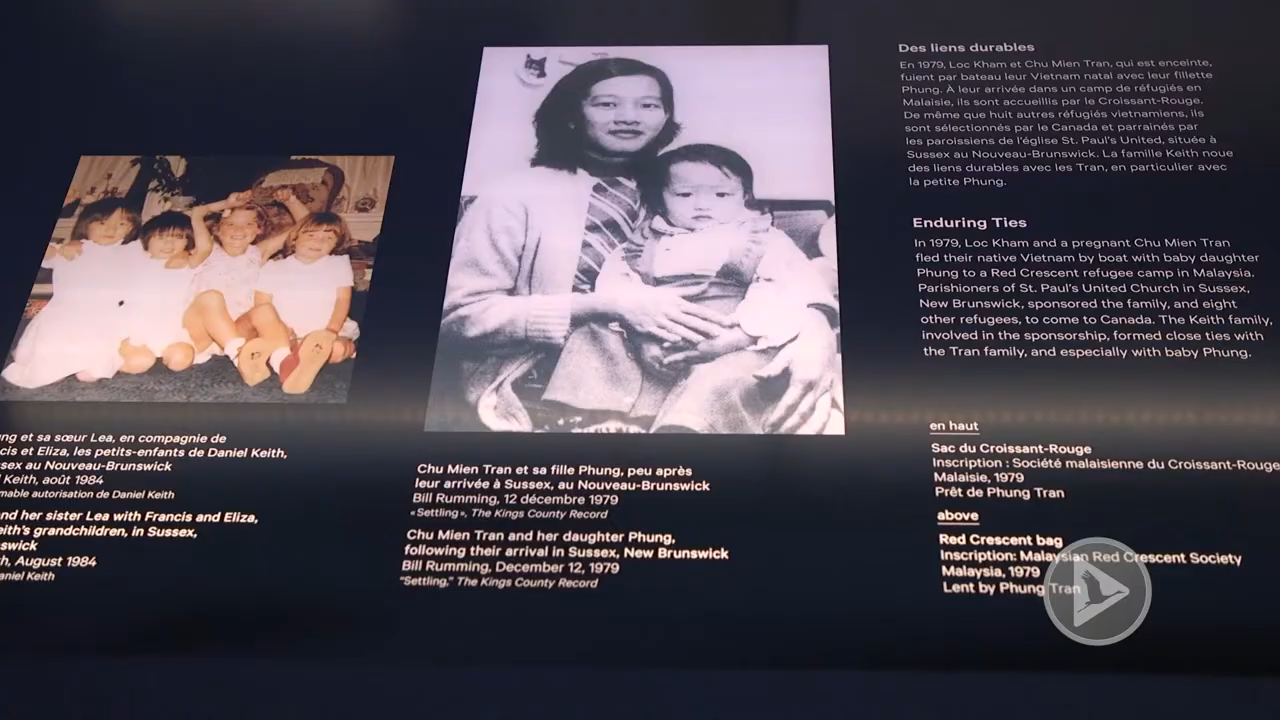 Des liens durables
En 1979, Loc Kham et Chu Mien Tran, qui est enceinte,
fuient par bateau leur Vietnam natal avec leur fillette
Phung. À leur arrivée dans un camp de réfugiés en
Malaisie, ils sont accueillis par le Croissant-Rouge.
De même que huit autres réfugiés vietnamiens, ils
sont sélectionnés par le Canada et parrainés par
les paroissiens de l'église St. Paul's United, située à
Sussex au Nouveau-Brunswick. La famille Keith noue
des liens durables avec les Tran, en particulier avec
la petite Phung.
Enduring Ties
In 1979, Loc Kham and a pregnant Chu Mien Tran
fled their native Vietnam by boat with baby daughter
Phung to a Red Crescent refugee camp in Malaysia.
Parishioners of St. Paul's United Church in Sussex,
New Brunswick, sponsored the family, and eight
other refugees, to come to Canada. The Keith family,
involved in the sponsorship, formed close ties with
the Tran family, and especially with baby Phung.
ng et sa sœur Lea, en compagnie de
cis et Eliza, les petits-enfants de Daniel Keith,
sex au Nouveau-Brunswick
Keith, août 1984
mable autorisation de Daniel Keith
nd her sister Lea with Francis and Eliza,
eith's grandchildren, in Sussex,
swick
h, August 1984
aniel Keith
Chu Mien Tran et sa fille Phung, peu après
leur arrivée à Sussex, au Nouveau-Brunswick
Bill Rumming, 12 décembre 1979
«Settling», The Kings County Record
Chu Mien Tran and her daughter Phung,
following their arrival in Sussex, New Brunswick
Bill Rumming, December 12, 1979
"Settling," The Kings County Record
en haut
Sac du Croissant-Rouge
Inscription : Société malaisienne du Croissant-Rouge
Malaisie, 1979
Prêt de Phung Tran
above
Red Crescent bag
Inscription: Malaysian Red Crescent Society
Malaysia, 1979
Lent by Phung Tran